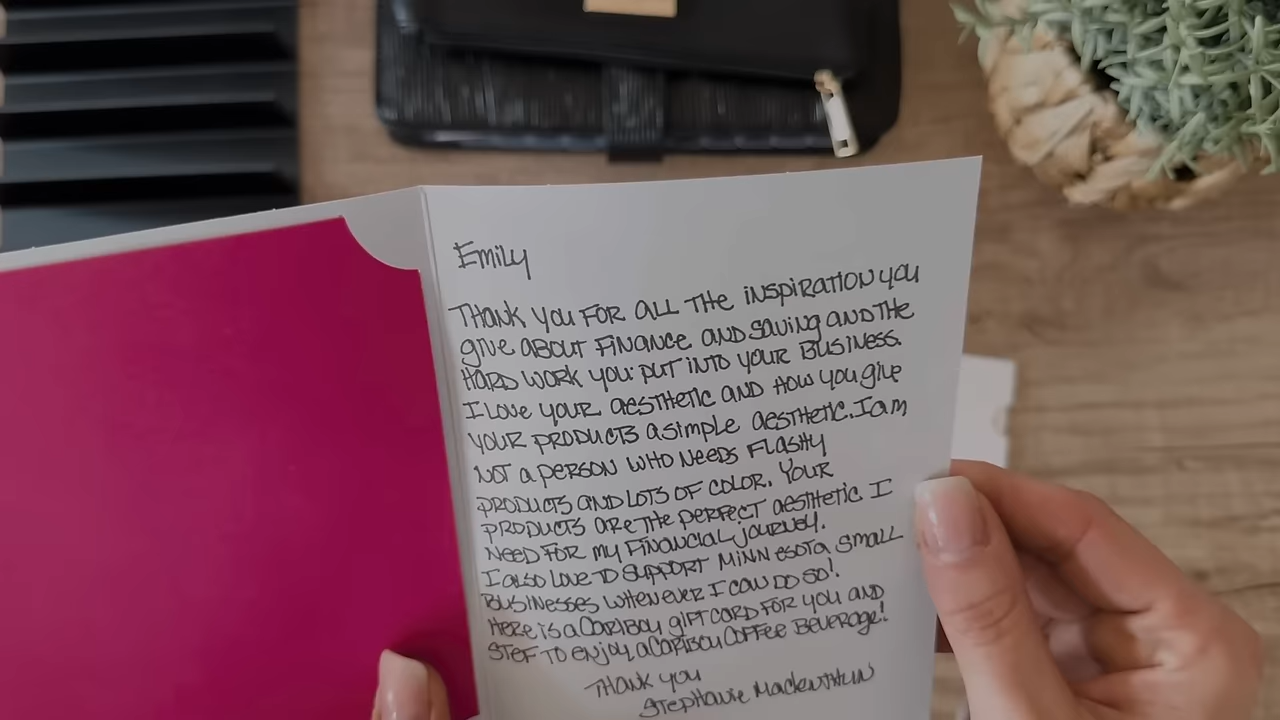 Emily
THANK YOU FOR ALL THE INSPIRATION YOU
GIVE ABOUT FINANCE AND SAVING AND THE
HARD WORK YOU PUT INTO YOUR BUSINESS.
I LOVE YOUR AESTHETIC AND HOW YOU GIVE
YOUR PRODUCTS A SIMPLE AESTHETIC. I am
NOT A PERSON WHO NEEDS FLASHY
PRODUCTS AND LOTS OF COLOR. YOUR
PRODUCTS ARE THE PERFECT AESTHETIC I
NEED FOR MY FINANCIAL JOURNEY.
I ALSO LOVE TO SUPPORT MINNESOTA SMALL
BUSINESSES WHENEVER I CAN DO SO!
HERE is a CARIBOU GIFT CARD FOR YOU AND
STEF TO ENJOY A CARIBOU COFFEE BEVERAGE!
THANK YOU
STEPHANIE